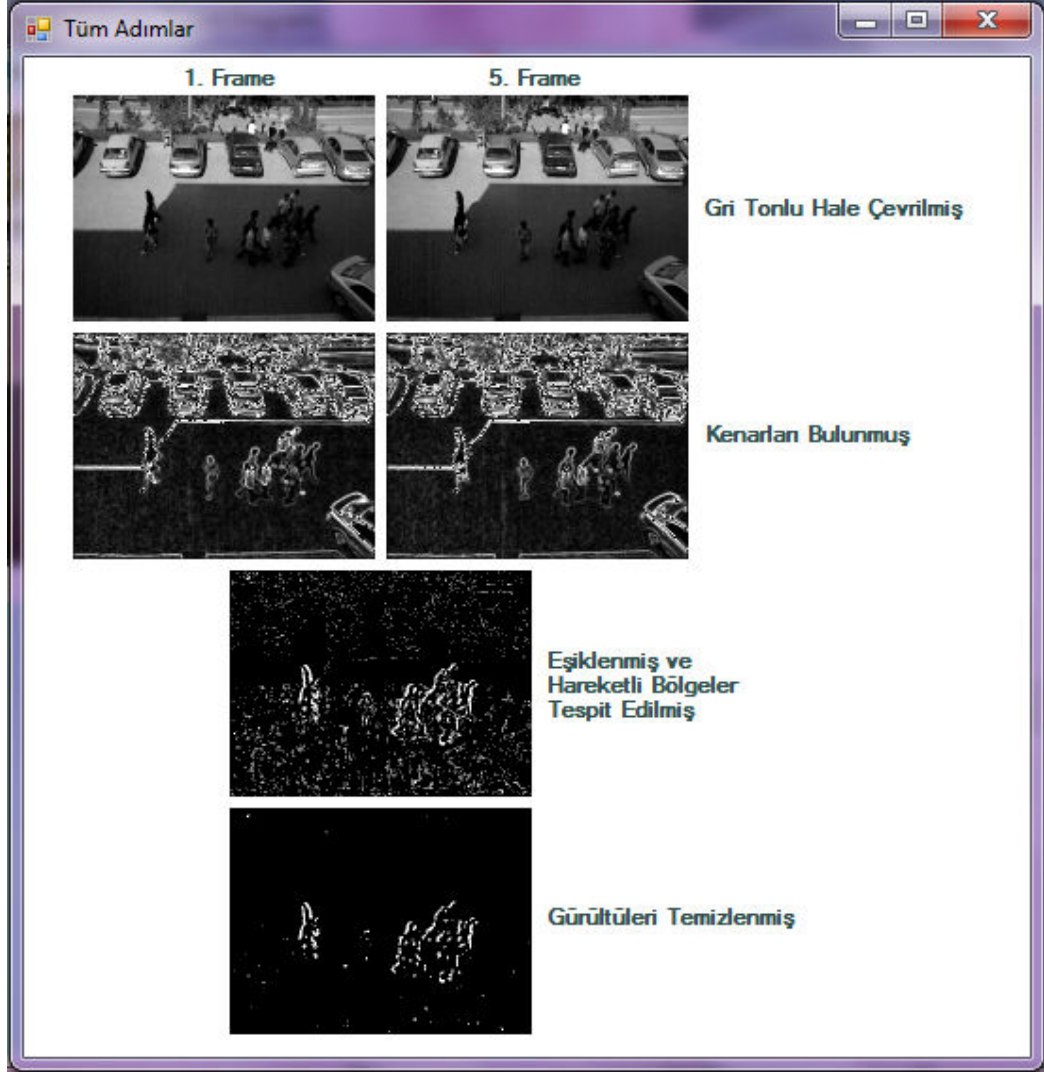 Tüm Adımlar
1. Frame
5. Frame
Gri Tonlu Hale Çevrilmiş
Kenarları Bulunmuş
Eşiklenmiş ve
Hareketli Bölgeler
Tespit Edilmiş
Gürültüleri Temizlenmiş